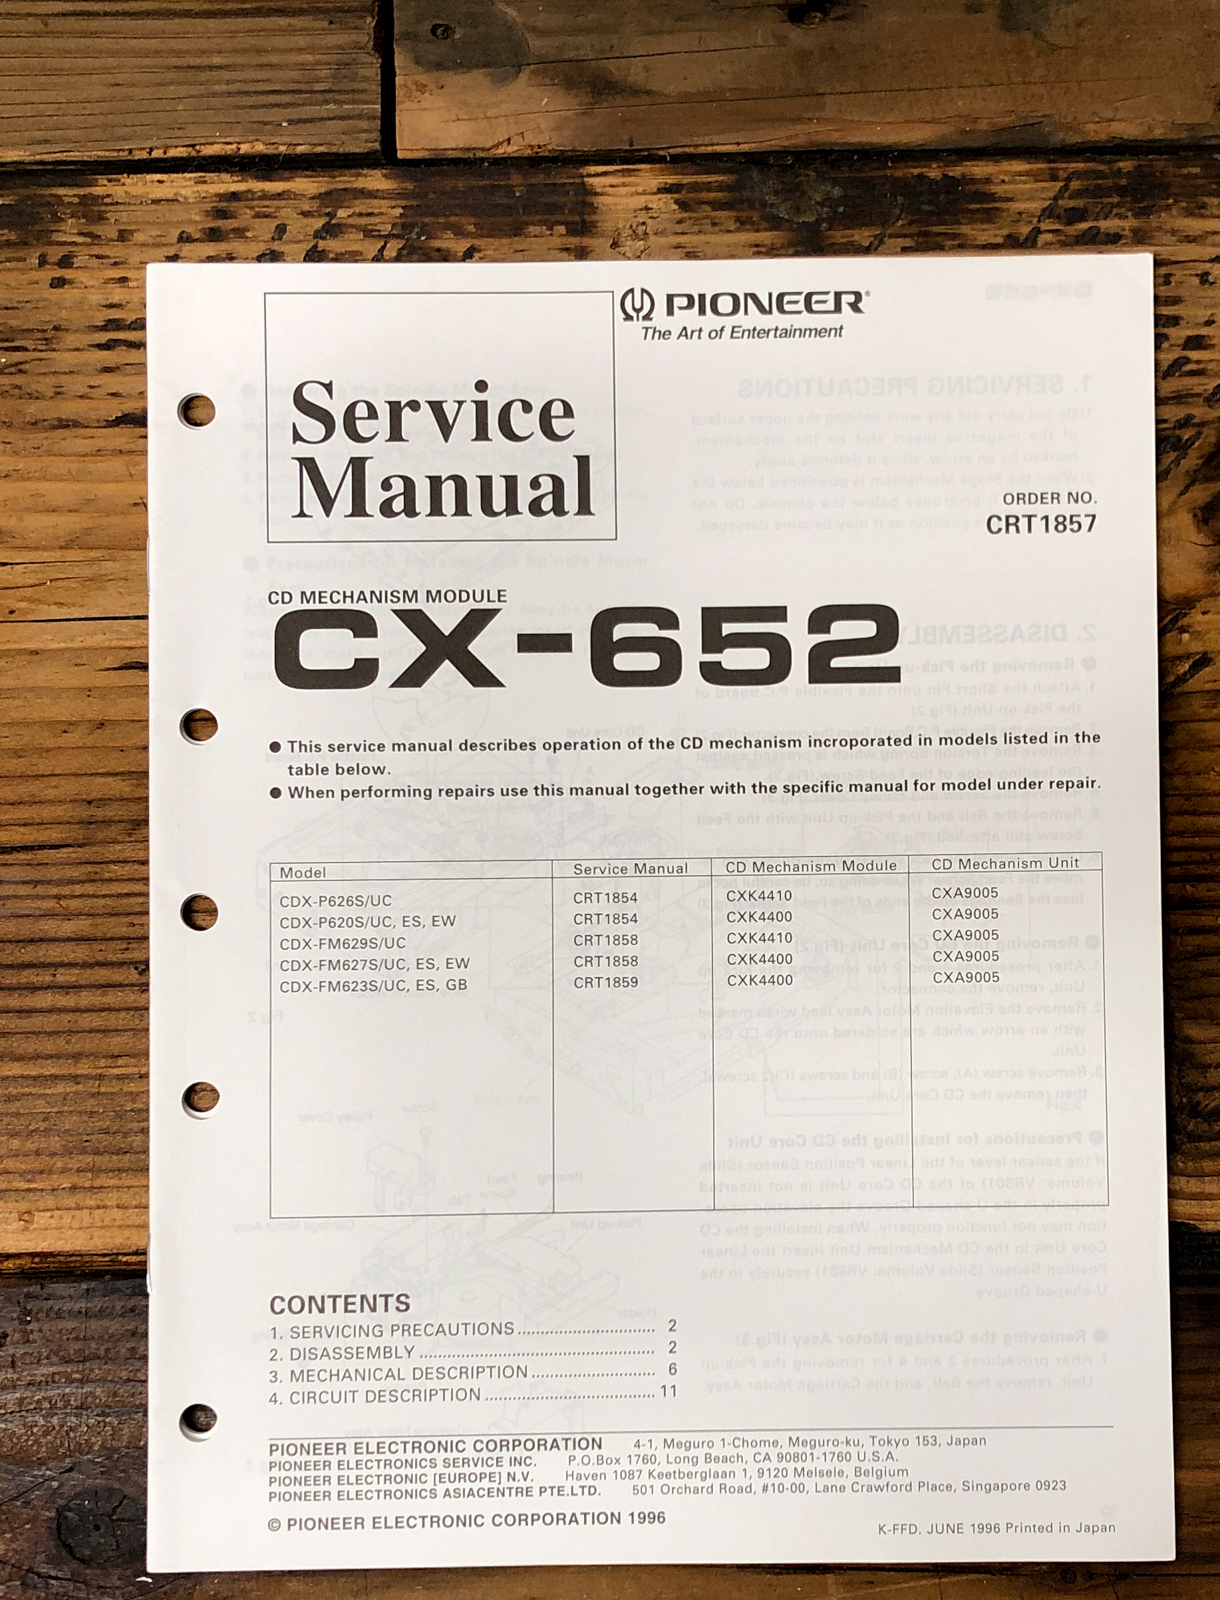 PIONEER®
The Art of Entertainment
Service
Manual
ORDER NO.
CRT1857
CD MECHANISM MODULE
CX-652
● This service manual describes operation of the CD mechanism incroporated in models listed in the
table below.
● When performing repairs use this manual together with the specific manual for model under repair.
Model Service Manual CD Mechanism Module CD Mechanism Unit
CDX-P626S/UC CRT1854 CXK4410 CXA9005
CDX-P620S/UC, ES, EW CRT1854 CXK4400 CXA9005
CDX-FM629S/UC CRT1858 CXK4410 CXA9005
CDX-FM627S/UC, ES, EW CRT1858 CXK4400 CXA9005
CDX-FM623S/UC, ES, GB CRT1859 CXK4400 CXA9005
CONTENTS
1. SERVICING PRECAUTIONS.............................. 2
2. DISASSEMBLY................................................... 2
3. MECHANICAL DESCRIPTION........................... 6
4. CIRCUIT DESCRIPTION..................................... 11
PIONEER ELECTRONIC CORPORATION 4-1, Meguro 1-Chome, Meguro-ku, Tokyo 153, Japan
PIONEER ELECTRONICS SERVICE INC. P.O.Box 1760, Long Beach, CA 90801-1760 U.S.A.
PIONEER ELECTRONIC [EUROPE] N.V. Haven 1087 Keetberglaan 1, 9120 Melsele, Belgium
PIONEER ELECTRONICS ASIACENTRE PTE.LTD. 501 Orchard Road, #10-00, Lane Crawford Place, Singapore 0923
© PIONEER ELECTRONIC CORPORATION 1996
K-FFD. JUNE 1996 Printed in Japan